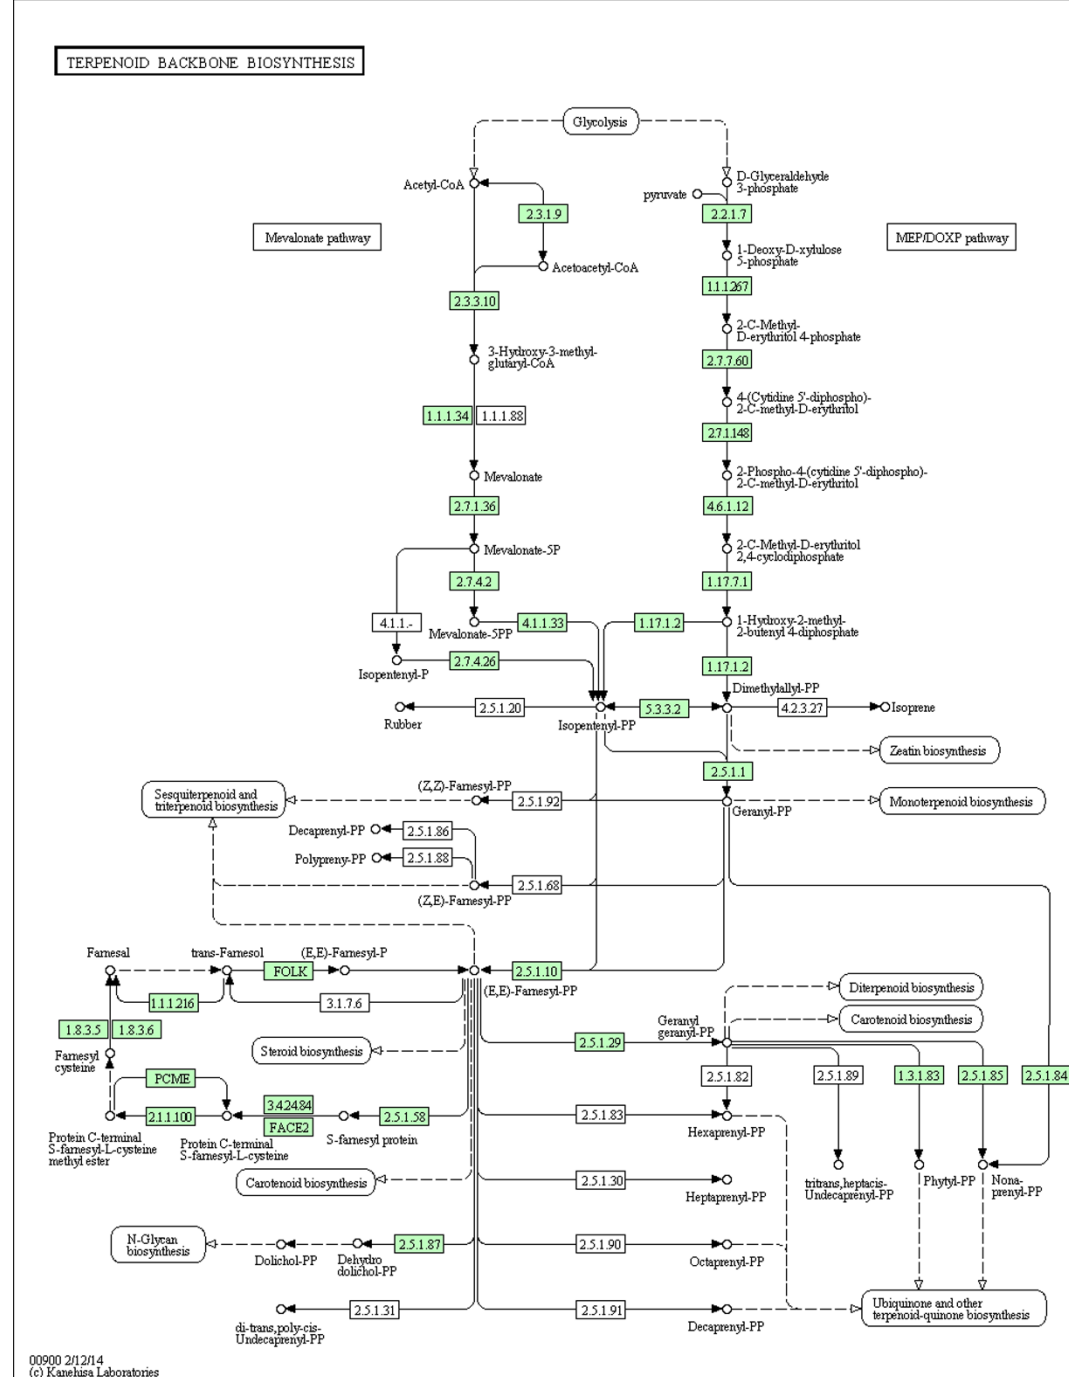 TERPENOID BACKBONE BIOSYNTHESIS
Glycolysis
Acetyl-CoA
D-Glyceraldehyde
3-phosphate
pyruvate
2.3.1.9
2.2.1.7
Mevalonate pathway
MEP/DOXP pathway
1-Deoxy-D-xylulose
5-phosphate
Acetoacetyl-CoA
1.1.1.267
2.3.3.10
2-C-Methyl-
D-erythritol 4-phosphate
3-Hydroxy-3-methyl-
glutaryl-CoA
2.7.7.60
4-(Cytidine 5'-diphospho)-
2-C-methyl-D-erythritol
1.1.1.34
1.1.1.88
2.7.1.148
Mevalonate
2-Phospho-4-(cytidine 5'-diphospho)-
2-C-methyl-D-erythritol
2.7.1.36
4.6.1.12
Mevalonate-5P
2-C-Methyl-D-erythritol
2,4-cyclodiphosphate
2.7.4.2
1.17.7.1
4.1.1.-
Mevalonate-5PP
4.1.1.33
1.17.1.2
1-Hydroxy-2-methyl-
2-butenyl 4-diphosphate
Isopentenyl-P
2.7.4.26
1.17.1.2
Dimethylallyl-PP
Rubber
2.5.1.20
Isopentenyl-PP
5.3.3.2
4.2.3.27
Isoprene
Zeatin biosynthesis
2.5.1.1
Sesquiterpenoid and
triterpenoid biosynthesis
(Z,Z)-Farnesyl-PP
2.5.1.92
Geranyl-PP
Monoterpenoid biosynthesis
Decaprenyl-PP
2.5.1.86
Polypreny-PP
2.5.1.88
(Z,E)-Farnesyl-PP
2.5.1.68
Farnesal
trans-Farnesol
(E,E)-Farnesyl-P
FOLK
2.5.1.10
(E,E)-Farnesyl-PP
1.1.1.216
3.1.7.6
Diterpenoid biosynthesis
Carotenoid biosynthesis
1.8.3.5
1.8.3.6
Geranyl
geranyl-PP
Farnesyl
cysteine
Steroid biosynthesis
2.5.1.29
PCME
2.5.1.82
2.5.1.89
1.3.1.83
2.5.1.85
2.5.1.84
2.1.1.100
3.4.24.84
FACE2
2.5.1.58
2.5.1.83
Protein C-terminal
S-farnesyl-L-cysteine
methyl ester
Protein C-terminal
S-farnesyl-L-cysteine
S-farnesyl protein
Hexaprenyl-PP
Carotenoid biosynthesis
2.5.1.30
Heptaprenyl-PP
tritrans,heptacis-
Undecaprenyl-PP
Phytyl-PP
Nona-
prenyl-PP
N-Glycan
biosynthesis
Dolichol-PP
Dehydro
dolichol-PP
2.5.1.87
2.5.1.90
Octaprenyl-PP
di-trans,poly-cis-
Undecaprenyl-PP
2.5.1.31
2.5.1.91
Decaprenyl-PP
Ubiquinone and other
terpenoid-quinone biosynthesis
00900 2/12/14
(c) Kanehisa Laboratories